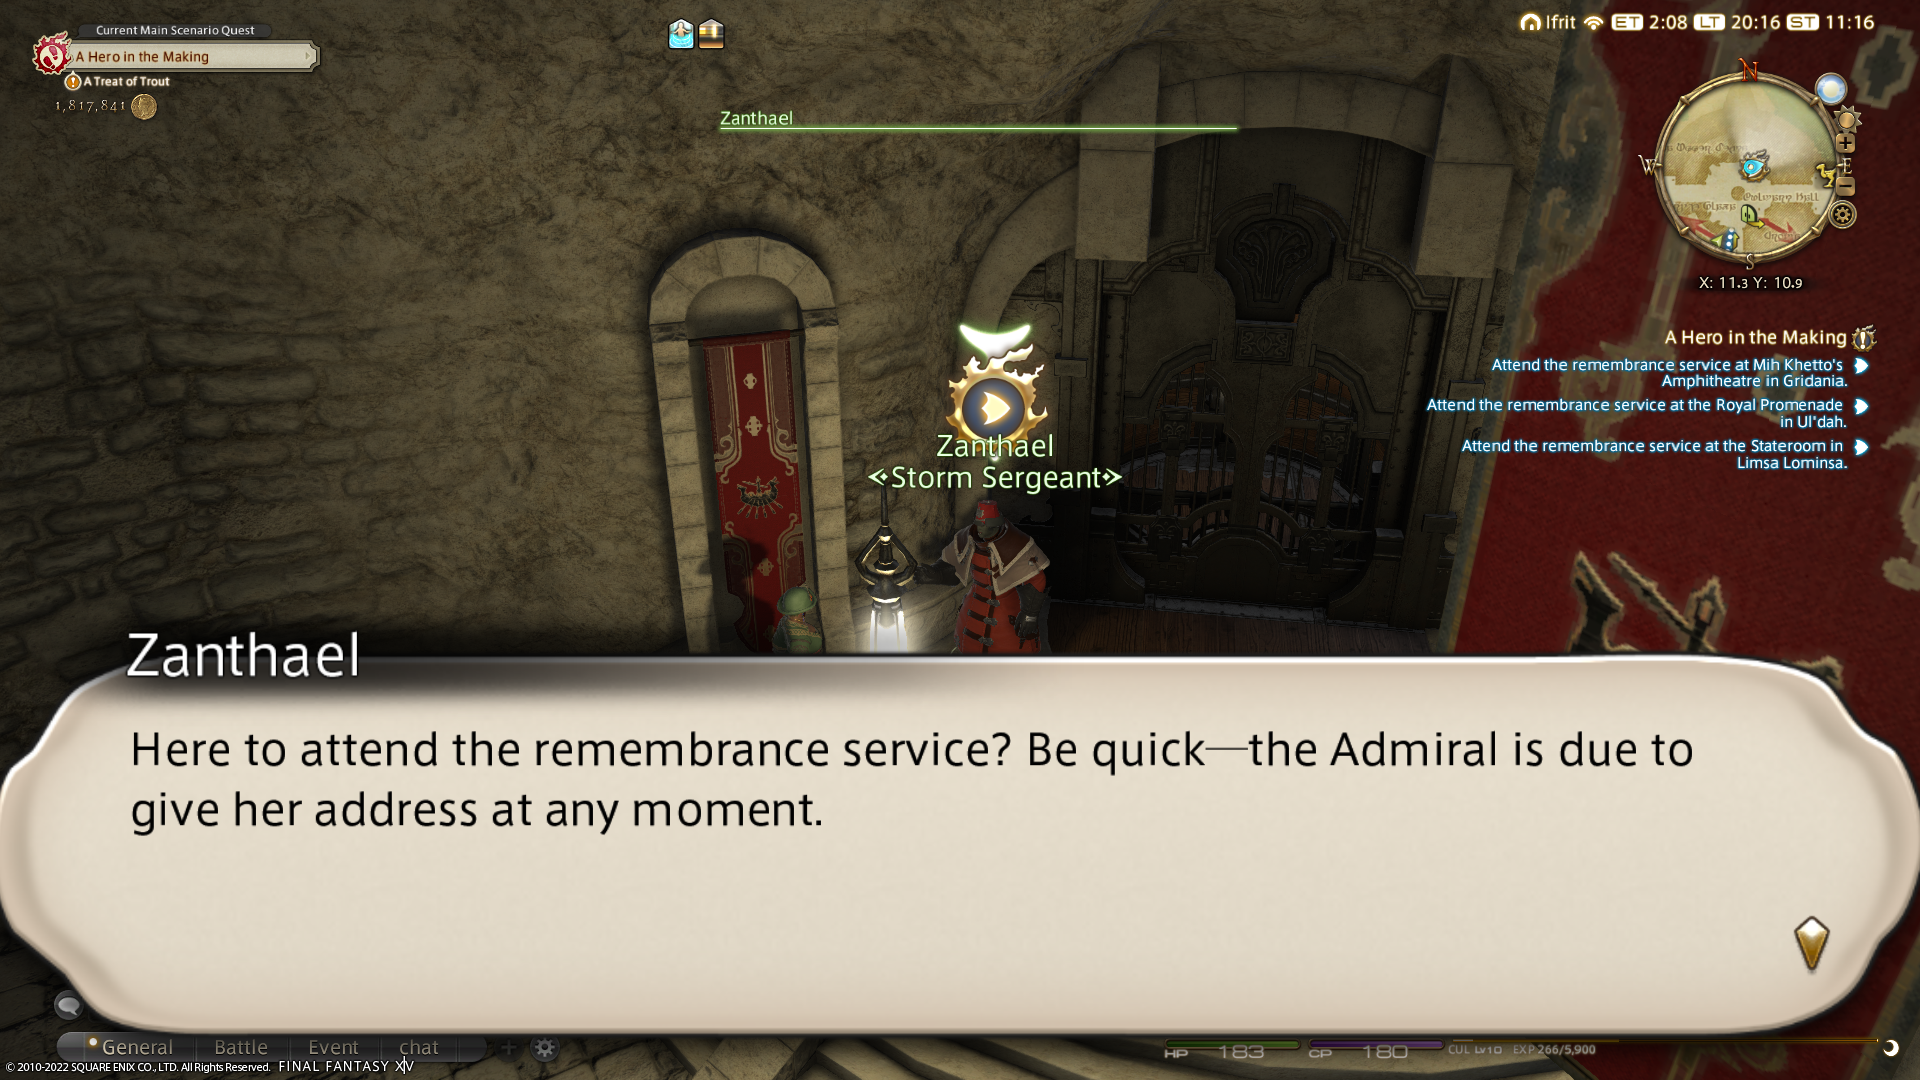 Current Main Scenario Quest
A Hero in the Making
A Treat of Trout
1,817,841
Ifrit ET 2:08 LT 20:16 ST 11:16
Zanthael
N
W
E
S
X: 11.3 Y: 10.9
A Hero in the Making
Attend the remembrance service at Mih Khetto's
Amphitheatre in Gridania.
Attend the remembrance service at the Royal Promenade
in Ul'dah.
Attend the remembrance service at the Stateroom in
Limsa Lominsa.
Zanthael
Storm Sergeant
Zanthael
Here to attend the remembrance service? Be quick—the Admiral is due to
give her address at any moment.
General Battle Event chat
HP 183 CP 180 CUL Lv10 EXP 266/5,900
© 2010-2022 SQUARE ENIX CO., LTD. All Rights Reserved. FINAL FANTASY XIV